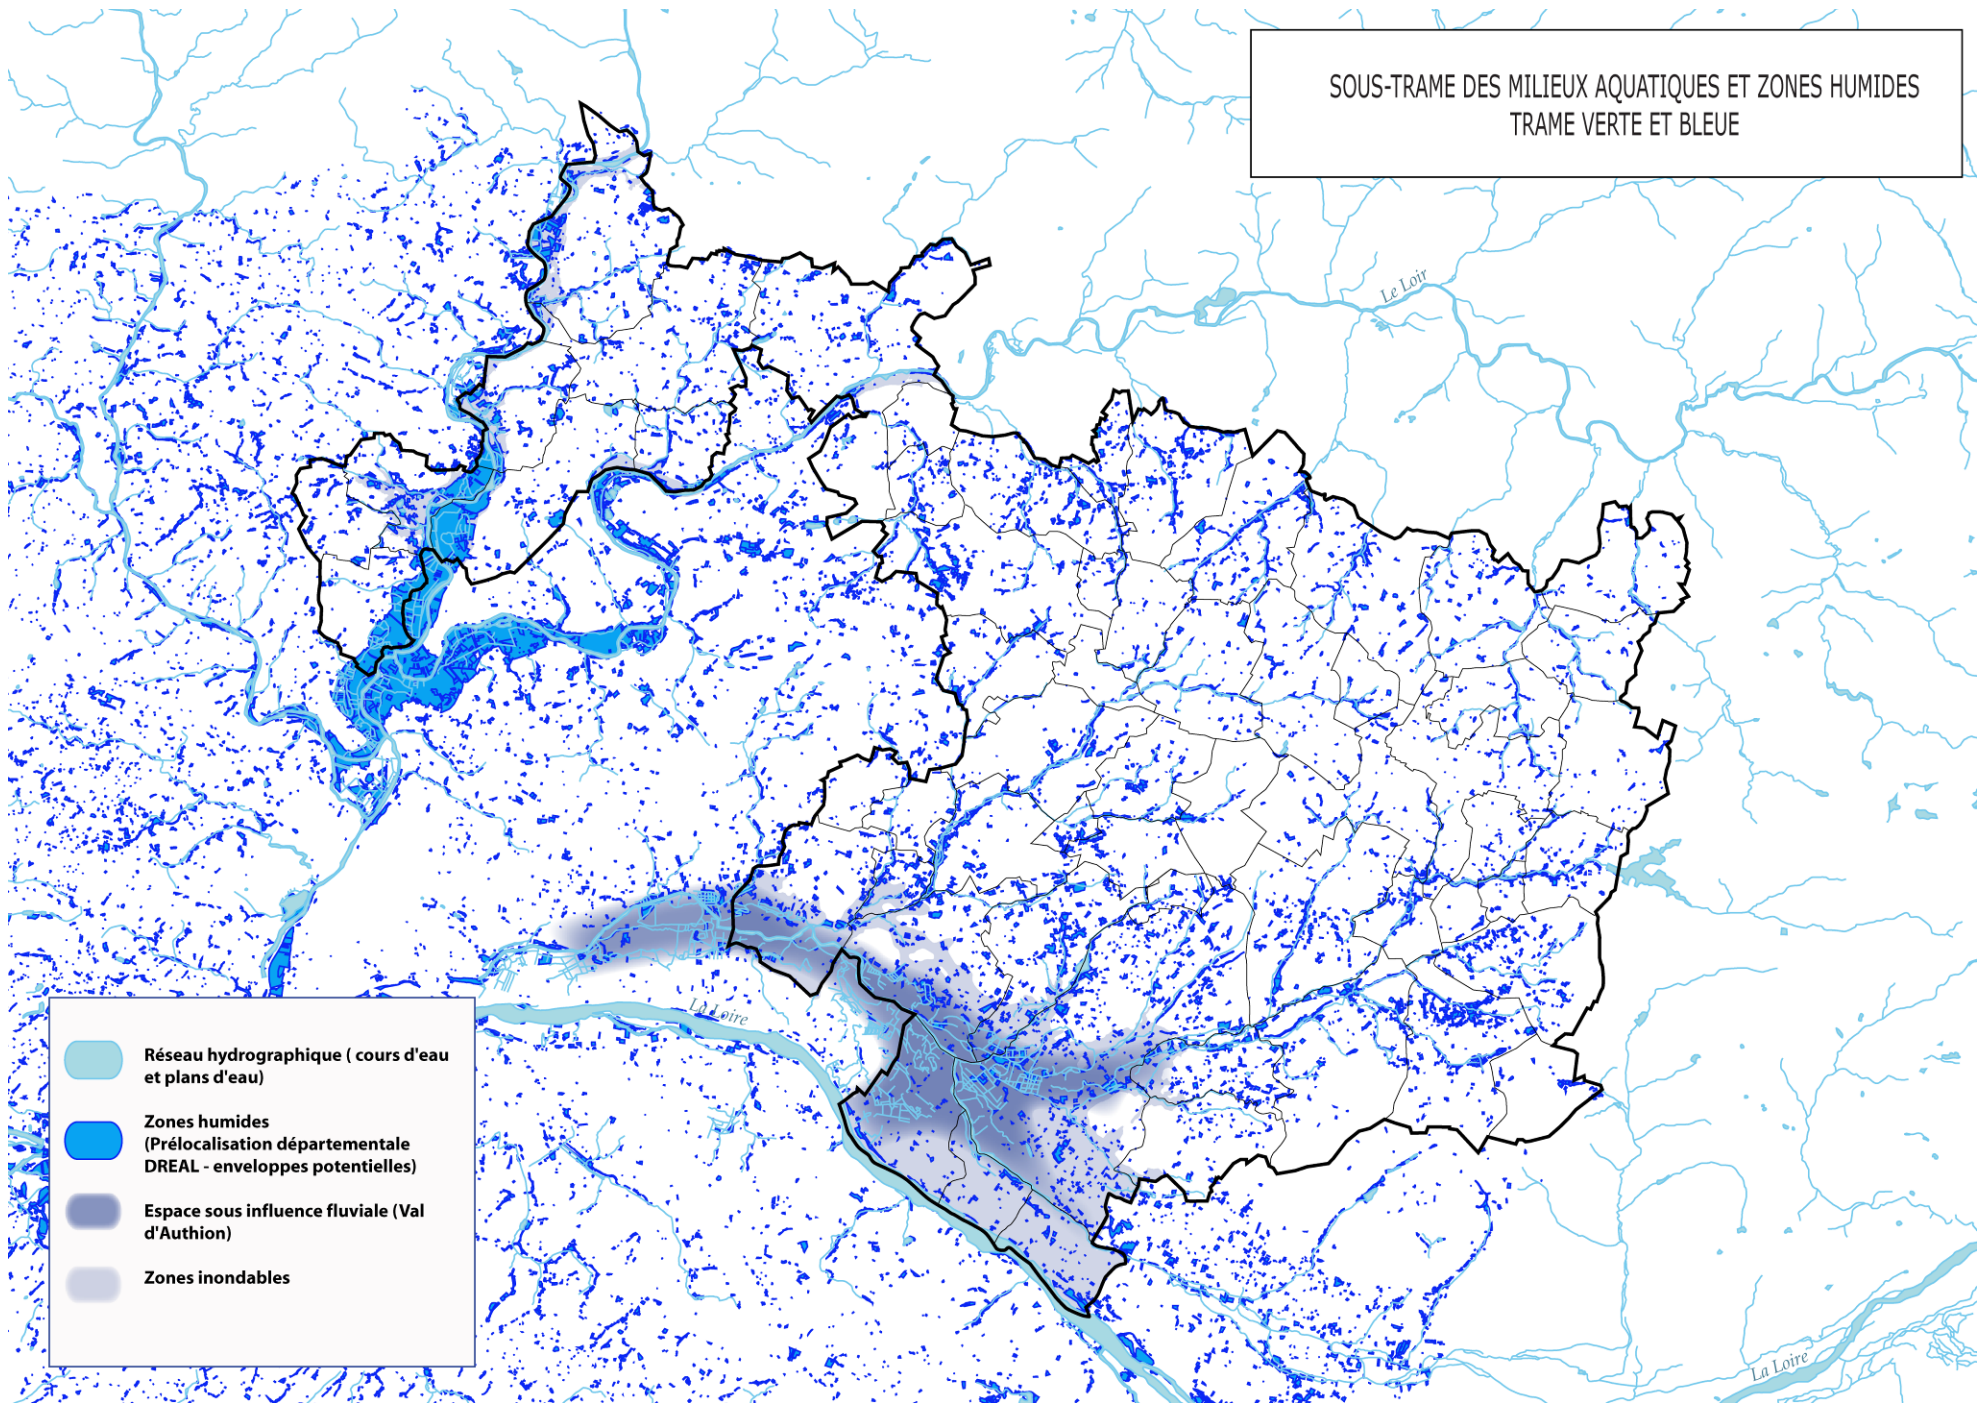 SOUS-TRAME DES MILIEUX AQUATIQUES ET ZONES HUMIDES
TRAME VERTE ET BLEUE
Le Loir
La Loire
Réseau hydrographique ( cours d'eau
et plans d'eau)
Zones humides
(Prélocalisation départementale
DREAL - enveloppes potentielles)
Espace sous influence fluviale (Val
d'Authion)
Zones inondables
La Loire